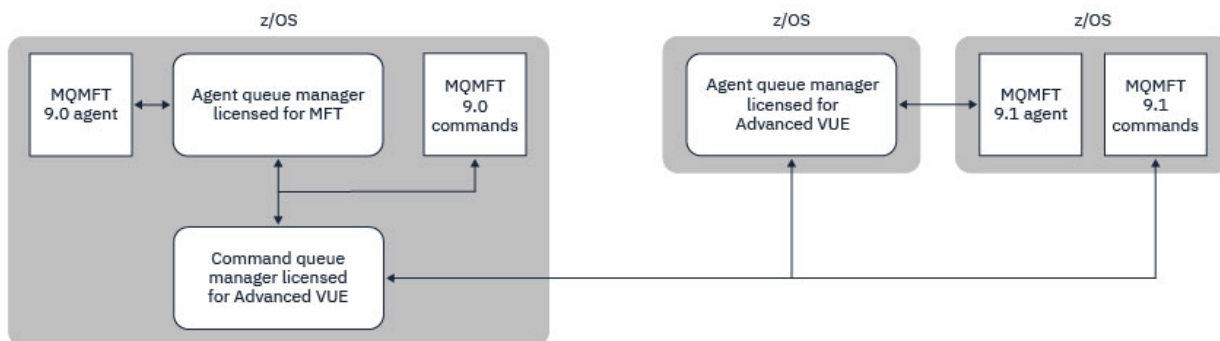 z/OS
MQMFT
9.0 agent
Agent queue manager
licensed for MFT
MQMFT
9.0
commands
Command queue
manager licensed
for Advanced VUE
z/OS
Agent queue manager
licensed for
Advanced VUE
z/OS
MQMFT
9.1 agent
MQMFT
9.1
commands